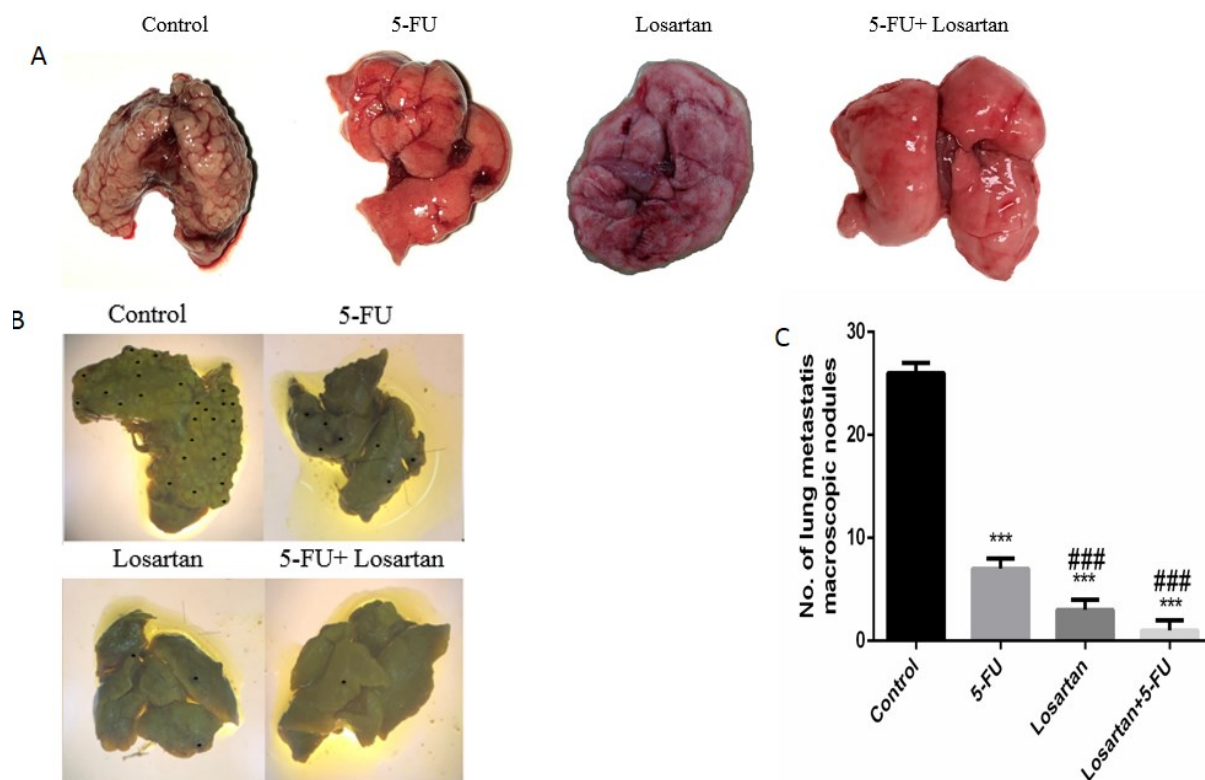 Control 5-FU Losartan 5-FU+ Losartan
A
B
Control 5-FU
Losartan 5-FU+ Losartan
C
No. of lung metastatis
macroscopic nodules
30
20
10
0
***
###
***
###
***
Control
5-FU
Losartan
Losartan+5-FU